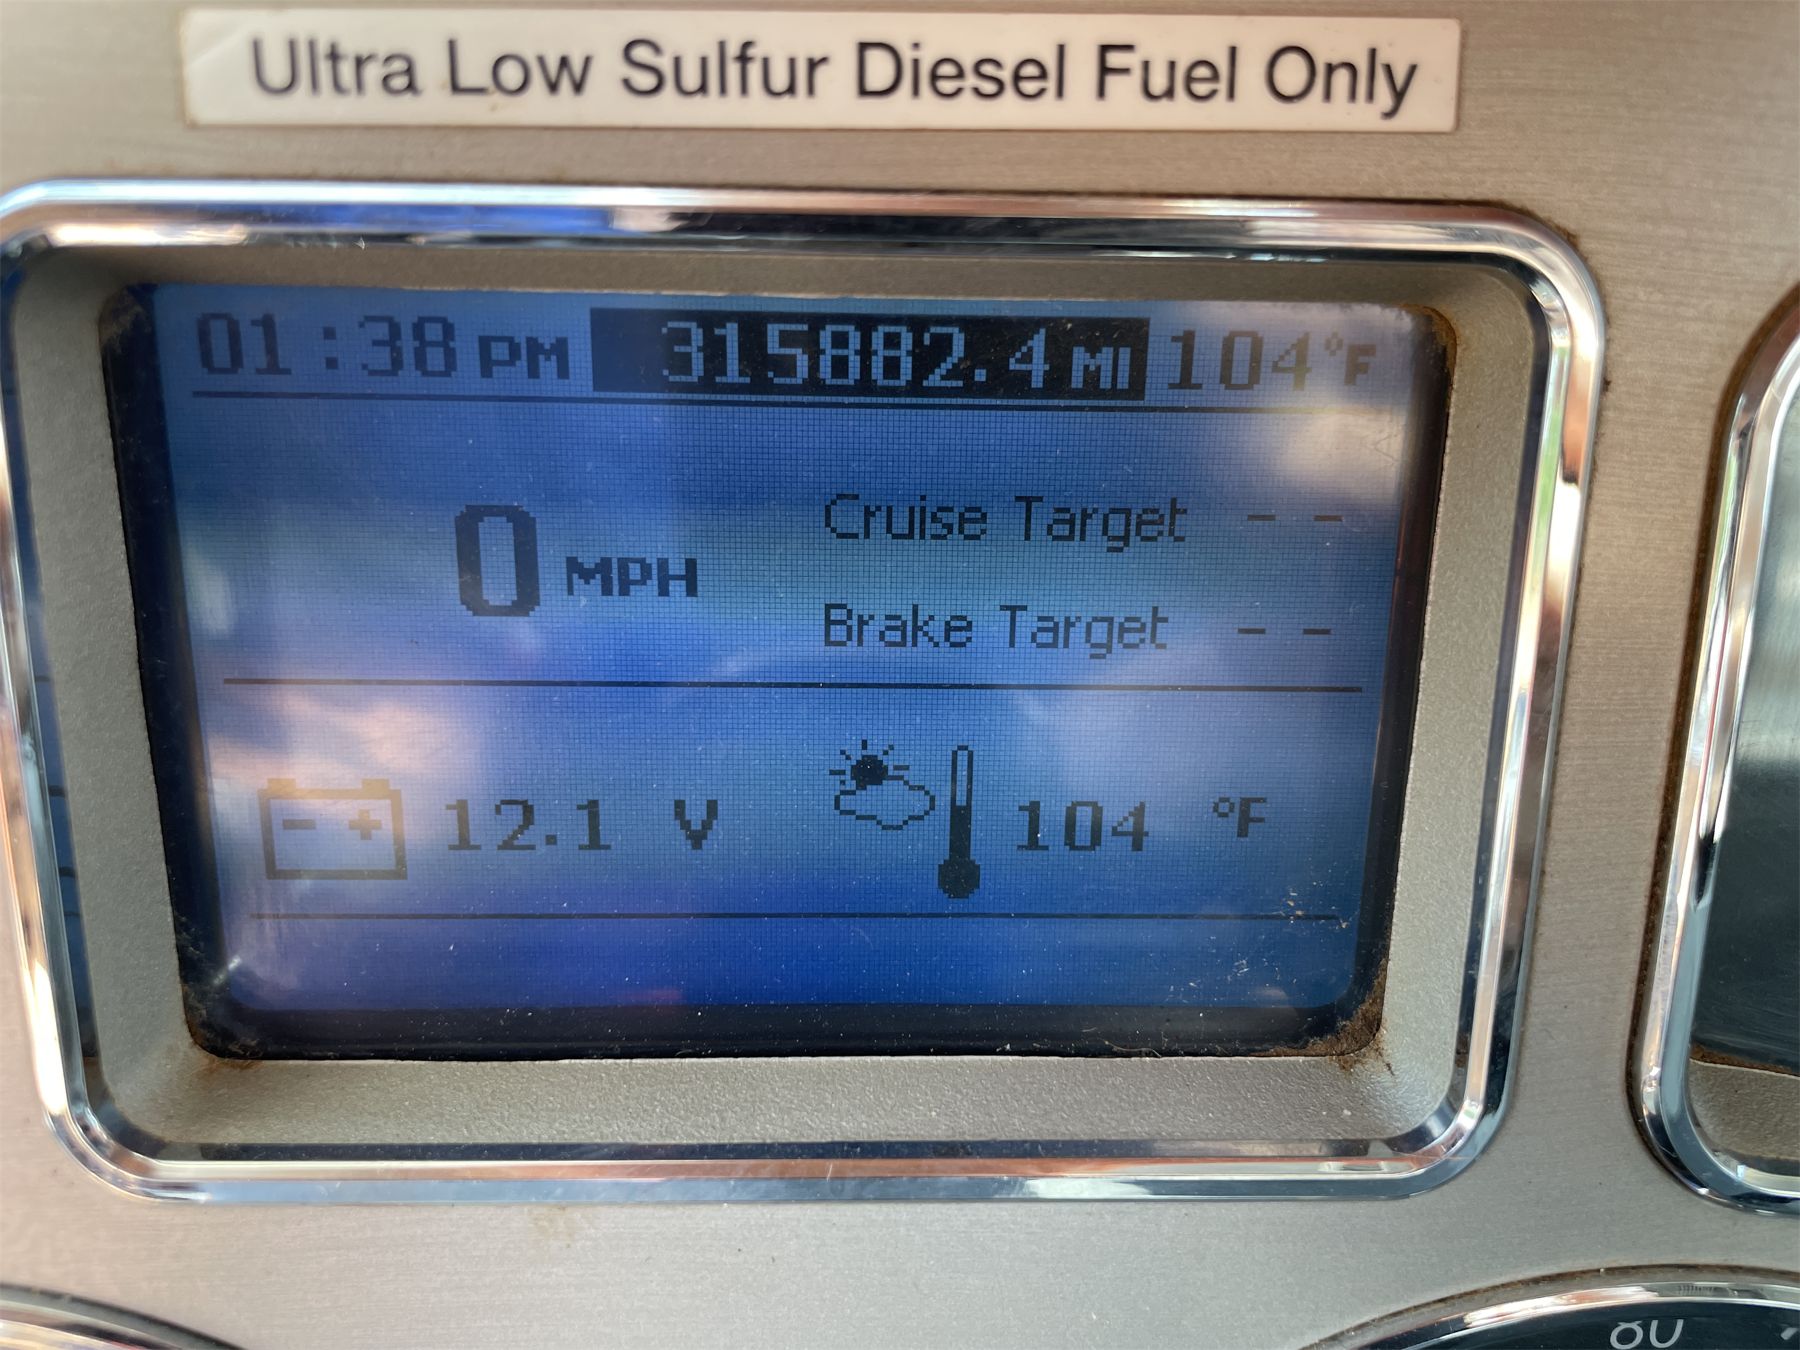 Ultra Low Sulfur Diesel Fuel Only
01:38 PM 315882.4 MI 104°F
0 MPH
Cruise Target --
Brake Target --
- + 12.1 V 104 °F
80